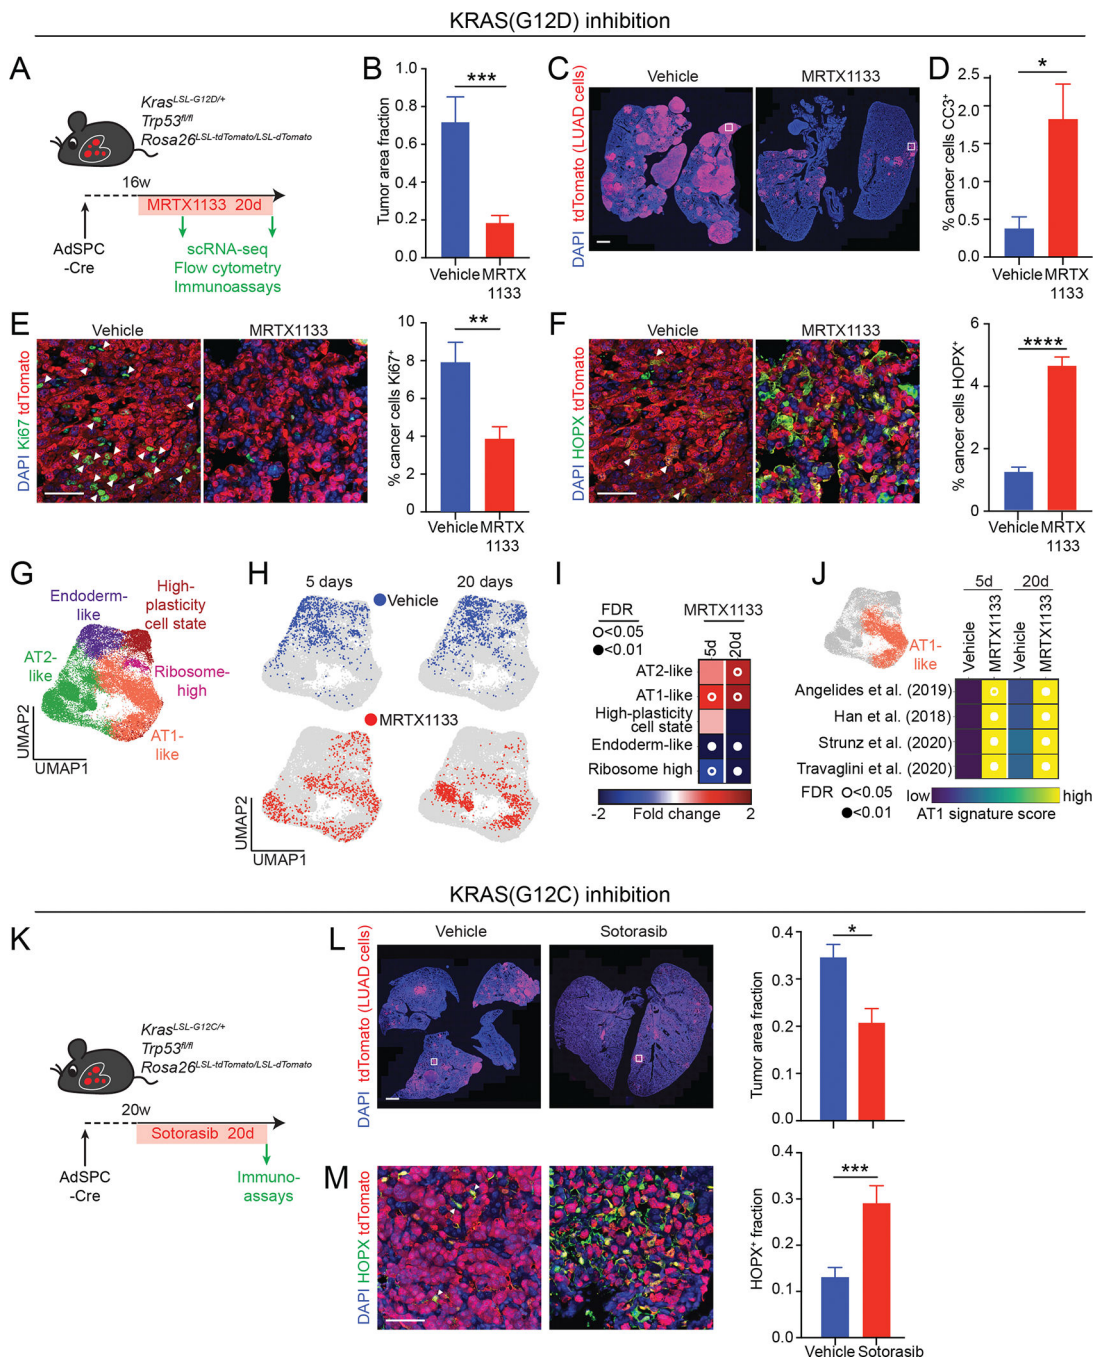 KRAS(G12D) inhibition
A
Kras^LSL-G12D/+
Trp53^fl/fl
Rosa26^LSL-tdTomato/LSL-dTomato
16w
MRTX1133 20d
AdSPC
-Cre
scRNA-seq
Flow cytometry
Immunoassays
B
***
Tumor area fraction
1.0
0.8
0.6
0.4
0.2
0.0
Vehicle MRTX
1133
C
Vehicle
MRTX1133
DAPI tdTomato (LUAD cells)
D
*
% cancer cells CC3+
2.5
2.0
1.5
1.0
0.5
0.0
Vehicle MRTX
1133
E
Vehicle
MRTX1133
DAPI Ki67 tdTomato
**
% cancer cells Ki67+
10
8
6
4
2
0
Vehicle MRTX
1133
F
Vehicle
MRTX1133
DAPI HOPX tdTomato
****
% cancer cells HOPX+
6
4
2
0
Vehicle MRTX
1133
G
Endoderm-
like
High-
plasticity
cell state
AT2-
like
Ribosome-
high
AT1-
like
UMAP2
UMAP1
H
5 days
20 days
Vehicle
MRTX1133
UMAP2
UMAP1
I
FDR
<0.05
<0.01
MRTX1133
5d
20d
AT2-like
AT1-like
High-plasticity
cell state
Endoderm-like
Ribosome high
-2 Fold change 2
J
AT1-
like
5d
20d
Vehicle
MRTX1133
Vehicle
MRTX1133
Angelides et al. (2019)
Han et al. (2018)
Strunz et al. (2020)
Travaglini et al. (2020)
FDR
<0.05
<0.01
low
high
AT1 signature score
KRAS(G12C) inhibition
K
Kras^LSL-G12C/+
Trp53^fl/fl
Rosa26^LSL-tdTomato/LSL-dTomato
20w
Sotorasib 20d
AdSPC
-Cre
Immuno-
assays
L
Vehicle
Sotorasib
DAPI tdTomato (LUAD cells)
*
Tumor area fraction
0.4
0.3
0.2
0.1
0.0
M
DAPI HOPX tdTomato
***
HOPX+ fraction
0.4
0.3
0.2
0.1
0.0
Vehicle Sotorasib